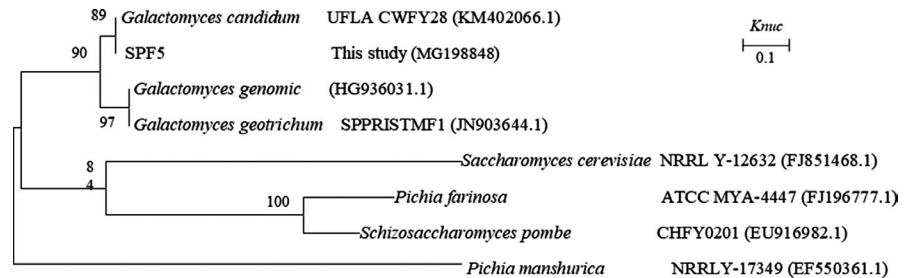 89 Galactomyces candidum UFLA CWFY28 (KM402066.1)
Knuc
90 SPF5 This study (MG198848)
0.1
Galactomyces genomic (HG936031.1)
97 Galactomyces geotrichum SPPRISTMF1 (JN903644.1)
8
4
Saccharomyces cerevisiae NRRL Y-12632 (FJ851468.1)
100 Pichia farinosa ATCC MYA-4447 (FJ196777.1)
Schizosaccharomyces pombe CHFY0201 (EU916982.1)
Pichia manshurica NRRLY-17349 (EF550361.1)